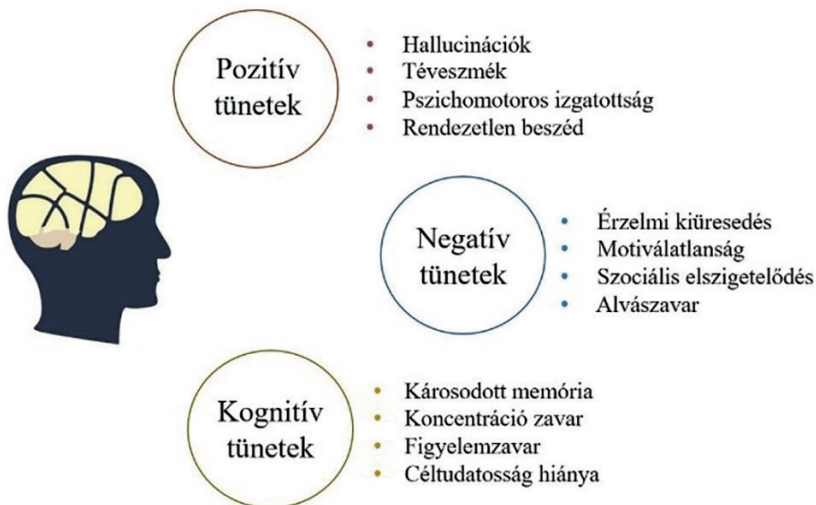 Pozitív
tünetek
• Hallucinációk
• Téveszmék
• Pszichomotoros izgatottság
• Rendezetlen beszéd
Negatív
tünetek
• Érzelmi kiüresedés
• Motiválatlanság
• Szociális elszigetelődés
• Alvászavar
Kognitív
tünetek
• Károsodott memória
• Koncentráció zavar
• Figyelemzavar
• Céltudatosság hiánya